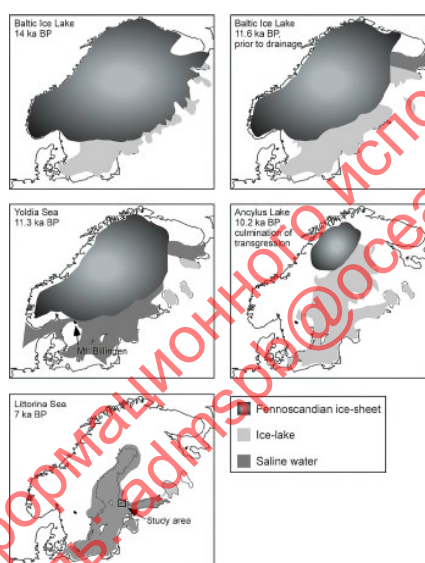 Baltic Ice Lake
14 ka BP
Baltic Ice Lake
11.6 ka BP,
prior to drainage
Yoldia Sea
11.3 ka BP
Mt. Billingen
Ancylus Lake
10.2 ka BP
culmination of
transgression
Littorina Sea
7 ka BP
Study area
Fennoscandian ice-sheet
Ice-lake
Saline water